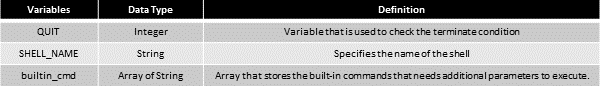 Variables Data Type Definition
QUIT Integer Variable that is used to check the terminate condition
SHELL_NAME String Specifies the name of the shell
builtin_cmd Array of String Array that stores the built-in commands that needs additional parameters to execute.